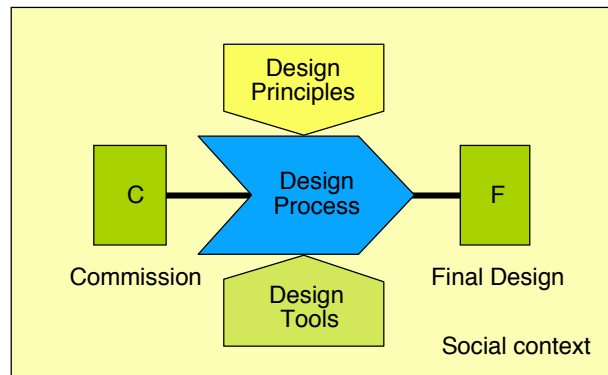 Design
Principles
C
Design
Process
F
Commission
Final Design
Design
Tools
Social context